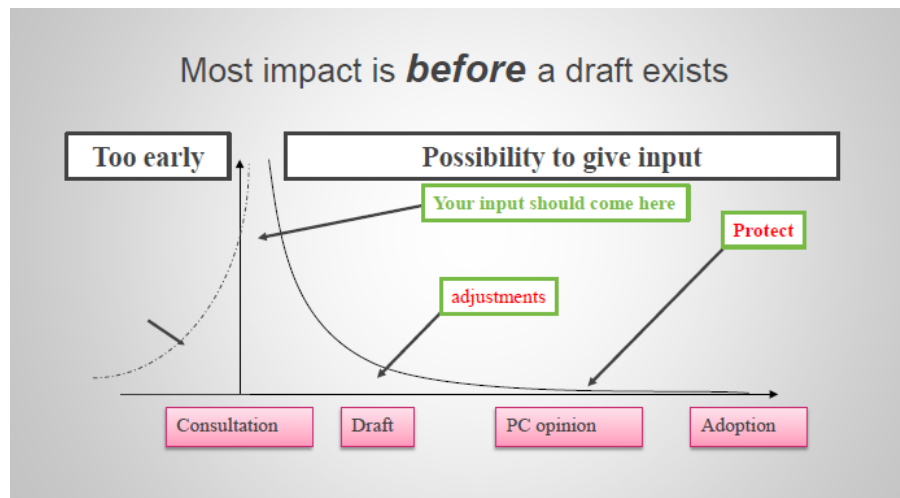 Most impact is before a draft exists
Too early
Possibility to give input
Your input should come here
Protect
adjustments
Consultation
Draft
PC opinion
Adoption